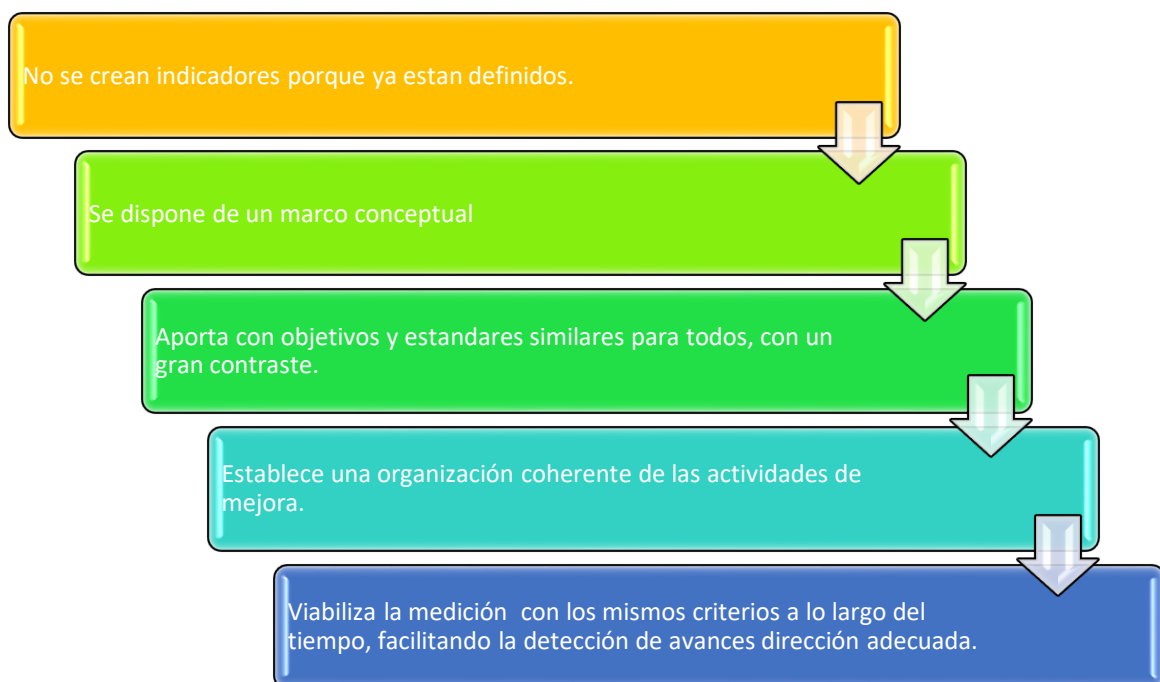 No se crean indicadores porque ya estan definidos.
Se dispone de un marco conceptual
Aporta con objetivos y estandares similares para todos, con un
gran contraste.
Establece una organización coherente de las actividades de
mejora.
Viabiliza la medición con los mismos criterios a lo largo del
tiempo, facilitando la detección de avances dirección adecuada.